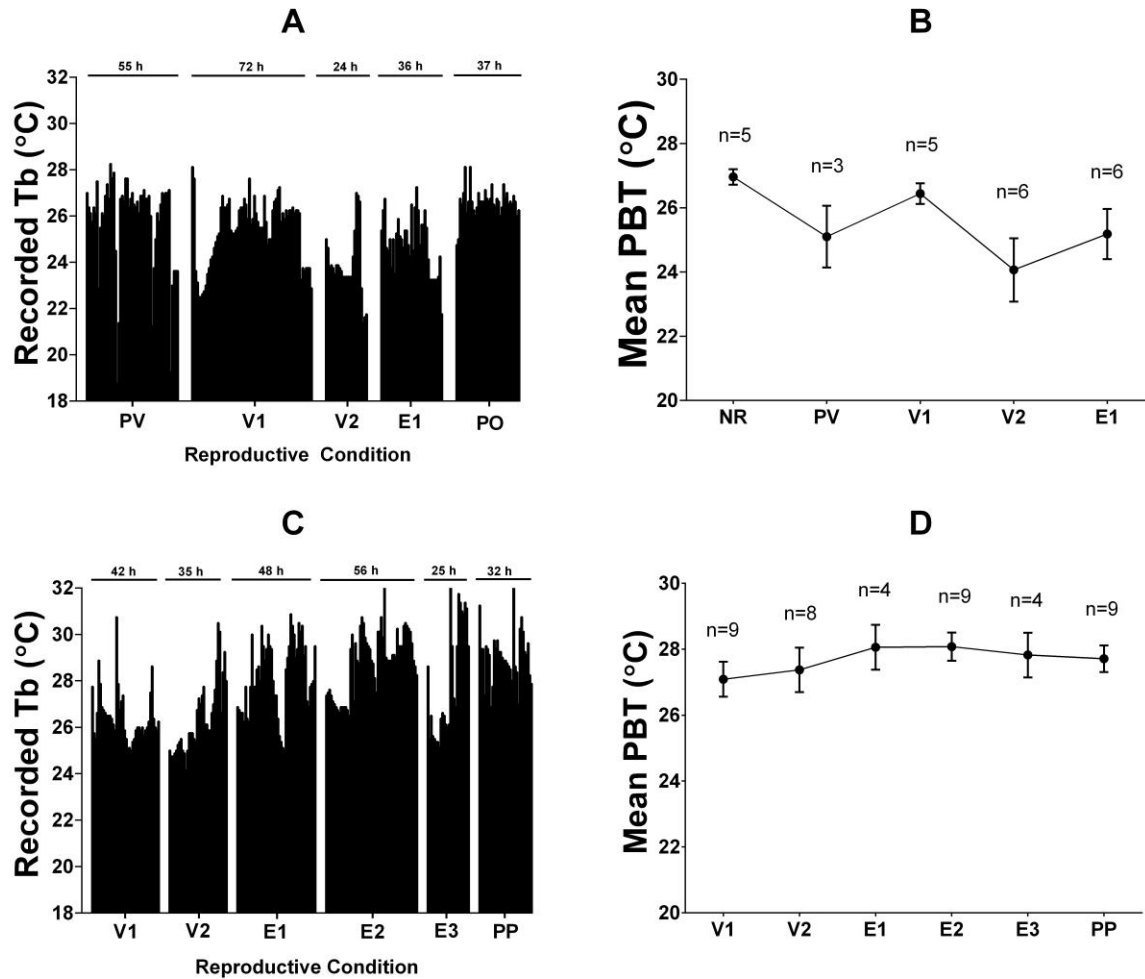 A
55 h 72 h 24 h 36 h 37 h
Recorded Tb (°C)
32
30
28
26
24
22
20
18
PV V1 V2 E1 PO
Reproductive Condition
B
Mean PBT (°C)
30
28
26
24
22
20
n=5 n=3 n=5 n=6 n=6
NR PV V1 V2 E1
C
42 h 35 h 48 h 56 h 25 h 32 h
Recorded Tb (°C)
32
30
28
26
24
22
20
18
V1 V2 E1 E2 E3 PP
Reproductive Condition
D
Mean PBT (°C)
30
28
26
24
22
20
n=9 n=8 n=4 n=9 n=4 n=9
V1 V2 E1 E2 E3 PP